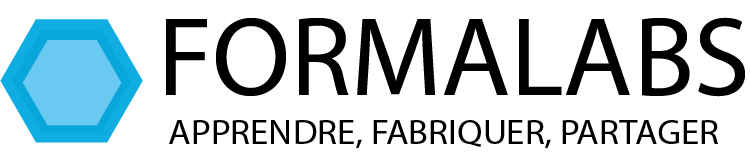 FORMALABS
APPRENDRE, FABRIQUER, PARTAGER